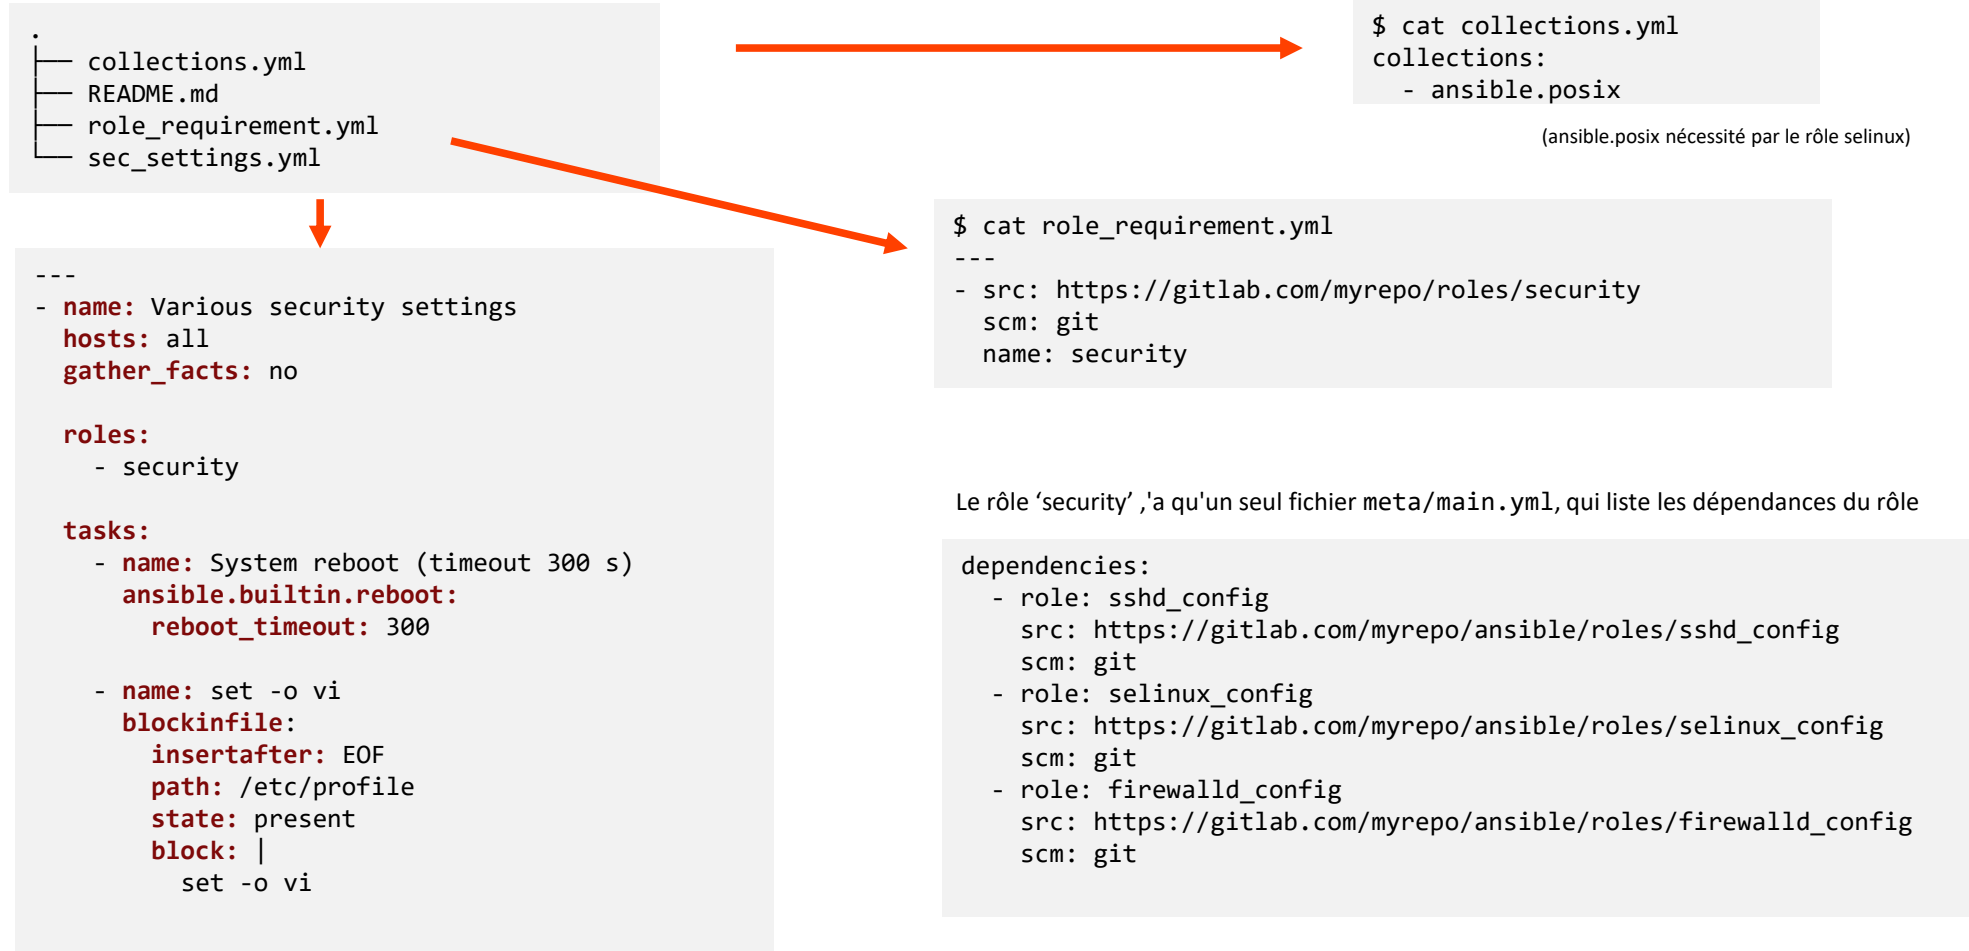 .
├── collections.yml
├── README.md
├── role_requirement.yml
└── sec_settings.yml
$ cat collections.yml
collections:
  - ansible.posix
(ansible.posix nécessité par le rôle selinux)
$ cat role_requirement.yml
---
- src: https://gitlab.com/myrepo/roles/security
  scm: git
  name: security
---
- name: Various security settings
  hosts: all
  gather_facts: no
  roles:
    - security
  tasks:
    - name: System reboot (timeout 300 s)
      ansible.builtin.reboot:
        reboot_timeout: 300
    - name: set -o vi
      blockinfile:
        insertafter: EOF
        path: /etc/profile
        state: present
        block: |
          set -o vi
Le rôle ‘security’ ,'a qu'un seul fichier meta/main.yml, qui liste les dépendances du rôle
dependencies:
  - role: sshd_config
    src: https://gitlab.com/myrepo/ansible/roles/sshd_config
    scm: git
  - role: selinux_config
    src: https://gitlab.com/myrepo/ansible/roles/selinux_config
    scm: git
  - role: firewalld_config
    src: https://gitlab.com/myrepo/ansible/roles/firewalld_config
    scm: git